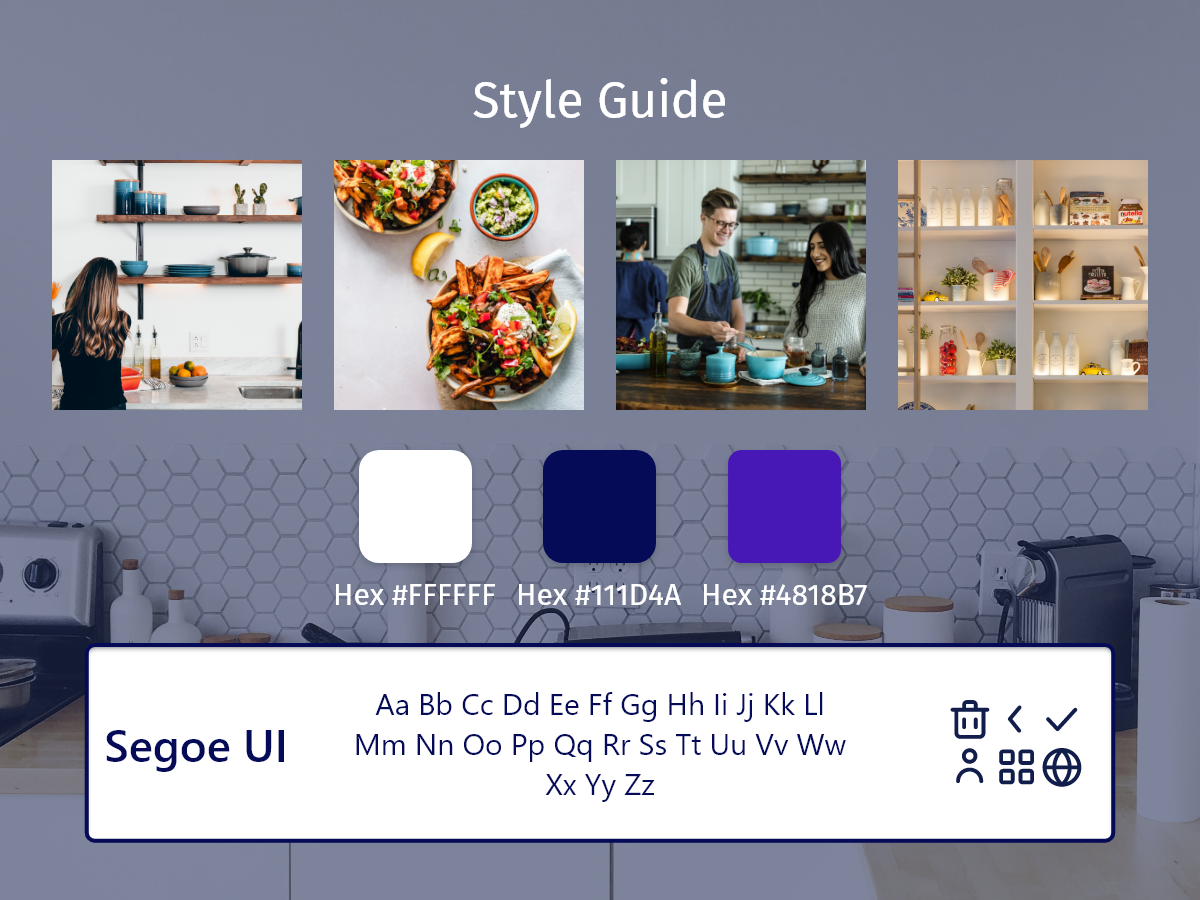 Style Guide
nutella
Hex #FFFFFF Hex #111D4A Hex #4818B7
Segoe UI
Aa Bb Cc Dd Ee Ff Gg Hh Ii Jj Kk Ll
Mm Nn Oo Pp Qq Rr Ss Tt Uu Vv Ww
Xx Yy Zz